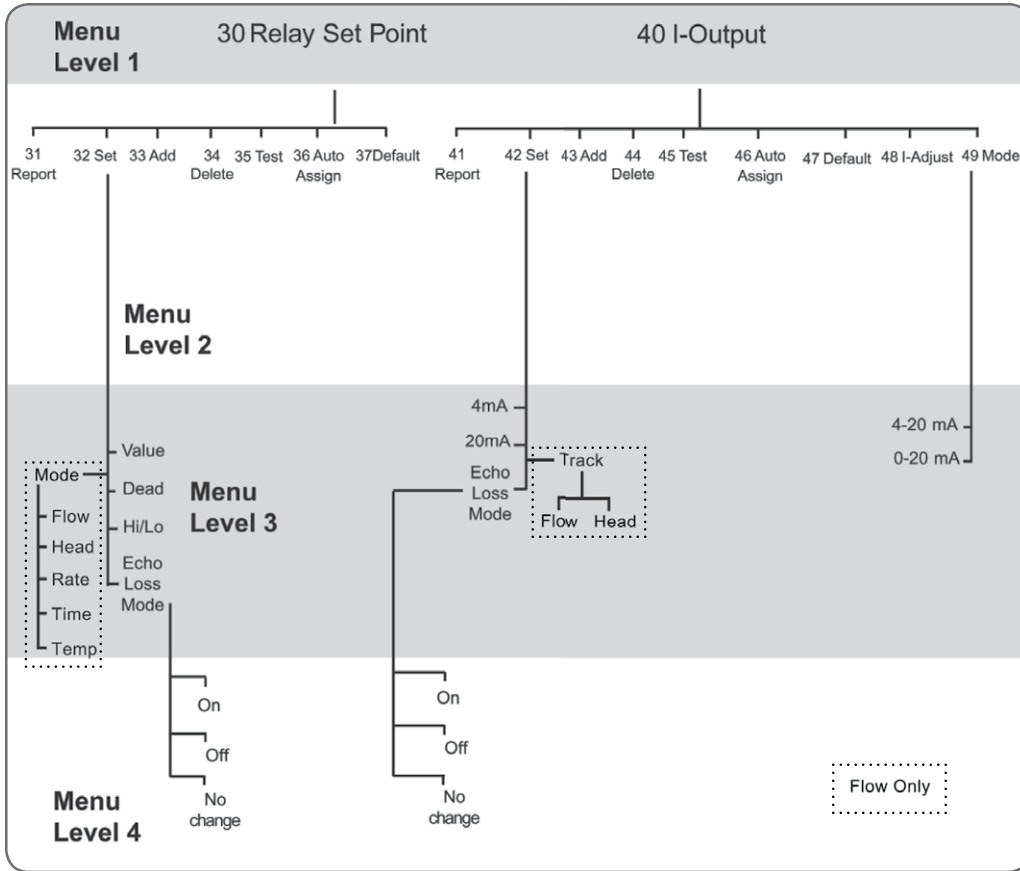 Menu
Level 1
30 Relay Set Point
40 I-Output
31
Report
32 Set
33 Add
34
Delete
35 Test
36 Auto
Assign
37Default
41
Report
42 Set
43 Add
44
Delete
45 Test
46 Auto
Assign
47 Default
48 I-Adjust
49 Mode
Menu
Level 2
Value
Mode
Dead
Flow
Hi/Lo
Head
Echo
Loss
Mode
Rate
Time
Temp
Menu
Level 3
4mA
20mA
Echo
Loss
Mode
Track
Flow
Head
4-20 mA
0-20 mA
On
Off
No
change
On
Off
No
change
Menu
Level 4
Flow Only